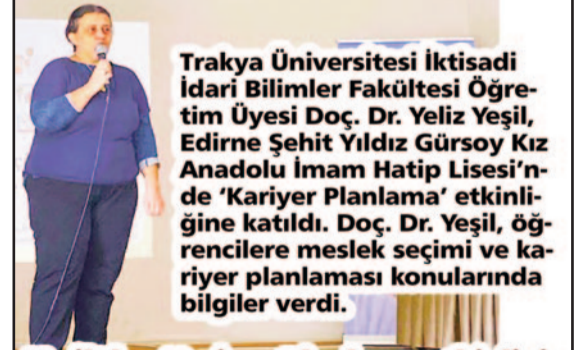 Trakya Üniversitesi İktisadi
İdari Bilimler Fakültesi Öğre-
tim Üyesi Doç. Dr. Yeliz Yeşil,
Edirne Şehit Yıldız Gürsoy Kız
Anadolu İmam Hatip Lisesi’n-
de ‘Kariyer Planlama’ etkinli-
ğine katıldı. Doç. Dr. Yeşil, öğ-
rencilere meslek seçimi ve ka-
riyer planlaması konularında
bilgiler verdi.